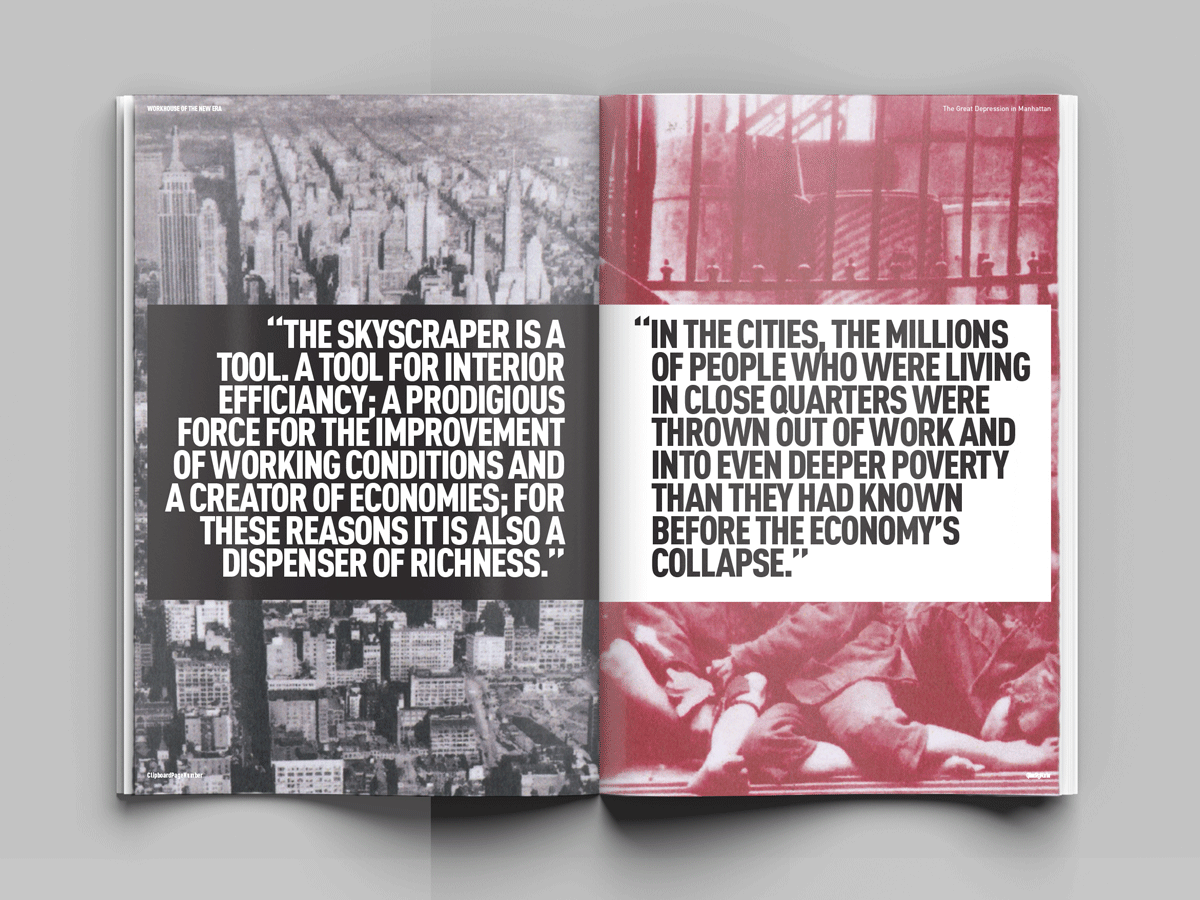 WORKHOUSE OF THE NEW ERA
“THE SKYSCRAPER IS A
TOOL. A TOOL FOR INTERIOR
EFFICIANCY; A PRODIGIOUS
FORCE FOR THE IMPROVEMENT
OF WORKING CONDITIONS AND
A CREATOR OF ECONOMIES; FOR
THESE REASONS IT IS ALSO A
DISPENSER OF RICHNESS.”
The Great Depression in Manhattan
“IN THE CITIES, THE MILLIONS
OF PEOPLE WHO WERE LIVING
IN CLOSE QUARTERS WERE
THROWN OUT OF WORK AND
INTO EVEN DEEPER POVERTY
THAN THEY HAD KNOWN
BEFORE THE ECONOMY’S
COLLAPSE.”